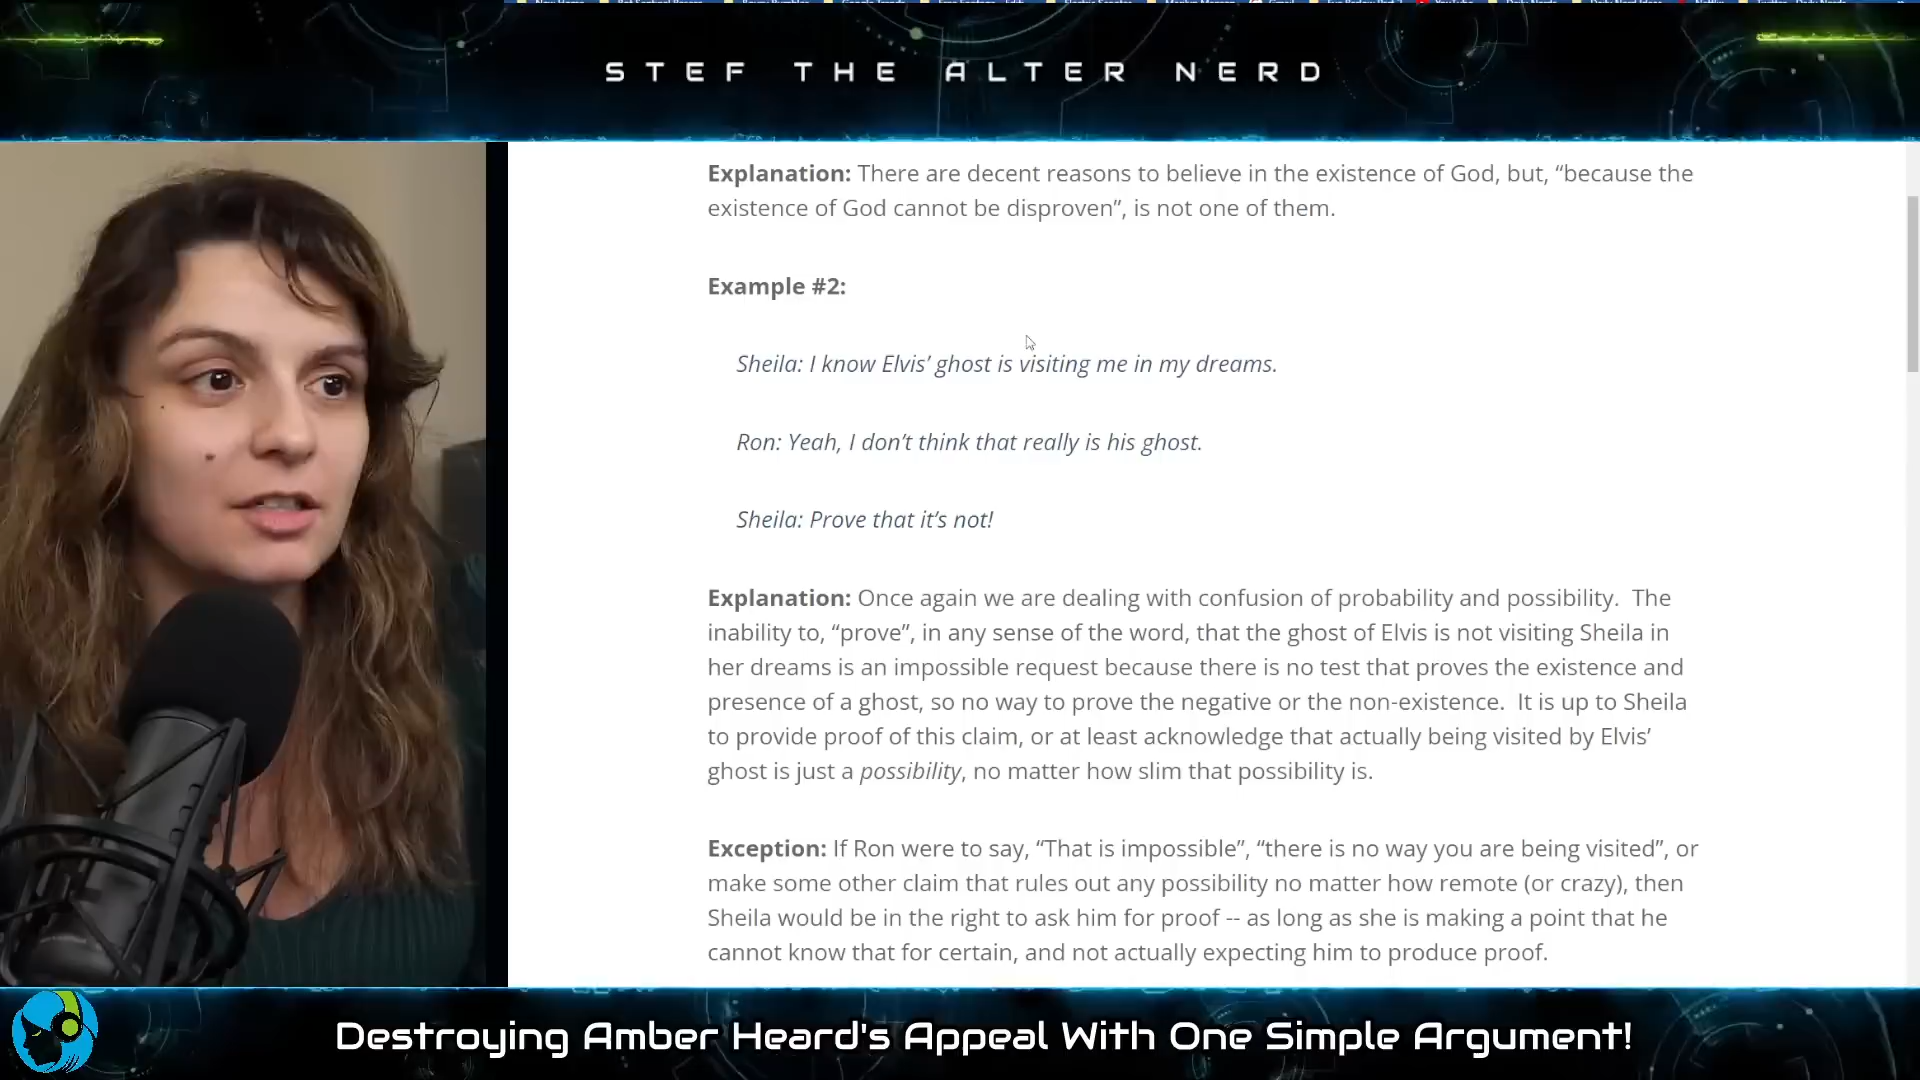 STEF THE ALTER NERD
Explanation: There are decent reasons to believe in the existence of God, but, “because the
existence of God cannot be disproven”, is not one of them.
Example #2:
Sheila: I know Elvis’ ghost is visiting me in my dreams.
Ron: Yeah, I don’t think that really is his ghost.
Sheila: Prove that it’s not!
Explanation: Once again we are dealing with confusion of probability and possibility.  The
inability to, “prove”, in any sense of the word, that the ghost of Elvis is not visiting Sheila in
her dreams is an impossible request because there is no test that proves the existence and
presence of a ghost, so no way to prove the negative or the non-existence.  It is up to Sheila
to provide proof of this claim, or at least acknowledge that actually being visited by Elvis’
ghost is just a possibility, no matter how slim that possibility is.
Exception: If Ron were to say, “That is impossible”, “there is no way you are being visited”, or
make some other claim that rules out any possibility no matter how remote (or crazy), then
Sheila would be in the right to ask him for proof -- as long as she is making a point that he
cannot know that for certain, and not actually expecting him to produce proof.
Destroying Amber Heard's Appeal With One Simple Argument!